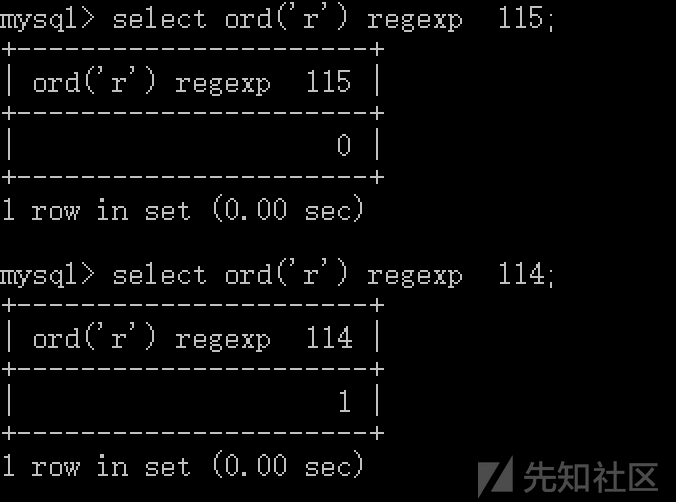 mysql> select ord('r') regexp  115;
+-----------------------+
| ord('r') regexp  115 |
+-----------------------+
|                    0 |
+-----------------------+
1 row in set (0.00 sec)
mysql> select ord('r') regexp  114;
+-----------------------+
| ord('r') regexp  114 |
+-----------------------+
|                    1 |
+-----------------------+
1 row in set (0.00 sec)
先知社区